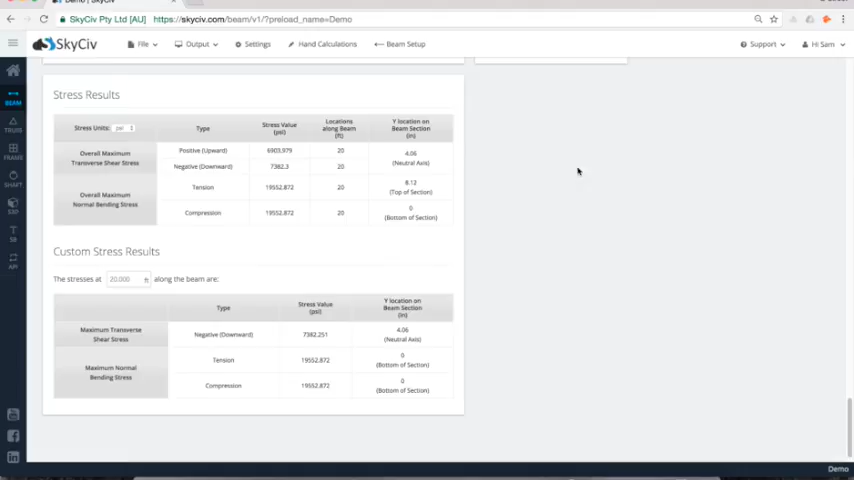 SkyCiv Pty Ltd [AU] https://skyciv.com/beam/v1/?preload_name=Demo
SkyCiv File Output Settings Hand Calculations Beam Setup Support Hi Sam
BEAM
TRUSS
FRAME
SHAFT
S3D
SB
API
Stress Results
Stress Units: psi
Type
Stress Value (psi)
Locations along Beam (ft)
Y location on Beam Section (in)
Overall Maximum Transverse Shear Stress
Positive (Upward) 6903.979 20
4.06 (Neutral Axis)
Negative (Downward) 7382.3 20
Overall Maximum Normal Bending Stress
Tension 19552.872 20 8.12 (Top of Section)
Compression 19552.872 20 0 (Bottom of Section)
Custom Stress Results
The stresses at 20.000 ft along the beam are:
Type
Stress Value (psi)
Y location on Beam Section (in)
Maximum Transverse Shear Stress
Negative (Downward) 7382.251 4.06 (Neutral Axis)
Maximum Normal Bending Stress
Tension 19552.872 0 (Bottom of Section)
Compression 19552.872 0 (Bottom of Section)
Demo